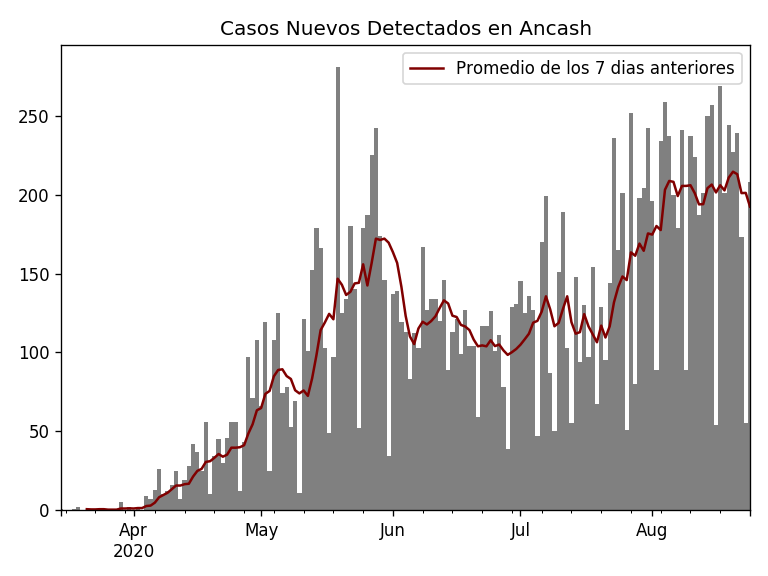 Casos Nuevos Detectados en Ancash
Promedio de los 7 dias anteriores
250
200
150
100
50
0
Apr
2020
May
Jun
Jul
Aug